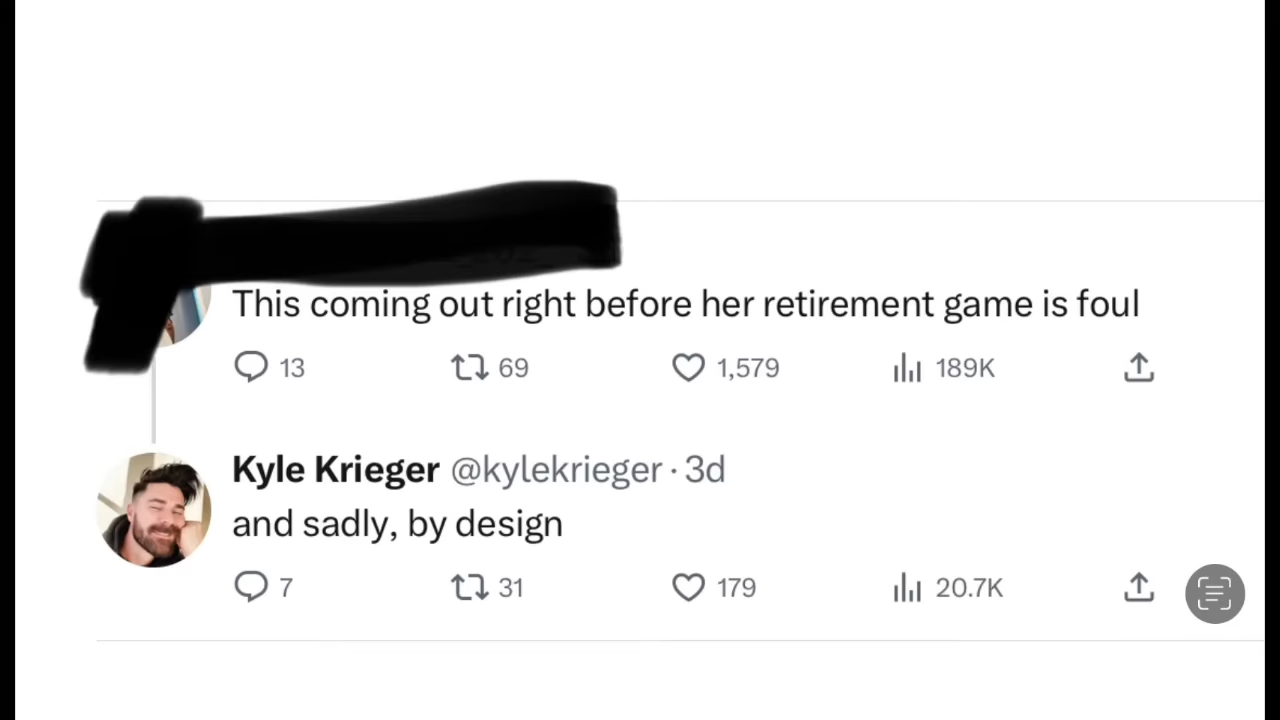 This coming out right before her retirement game is foul
13 69 1,579 189K
Kyle Krieger @kylekrieger · 3d
and sadly, by design
7 31 179 20.7K